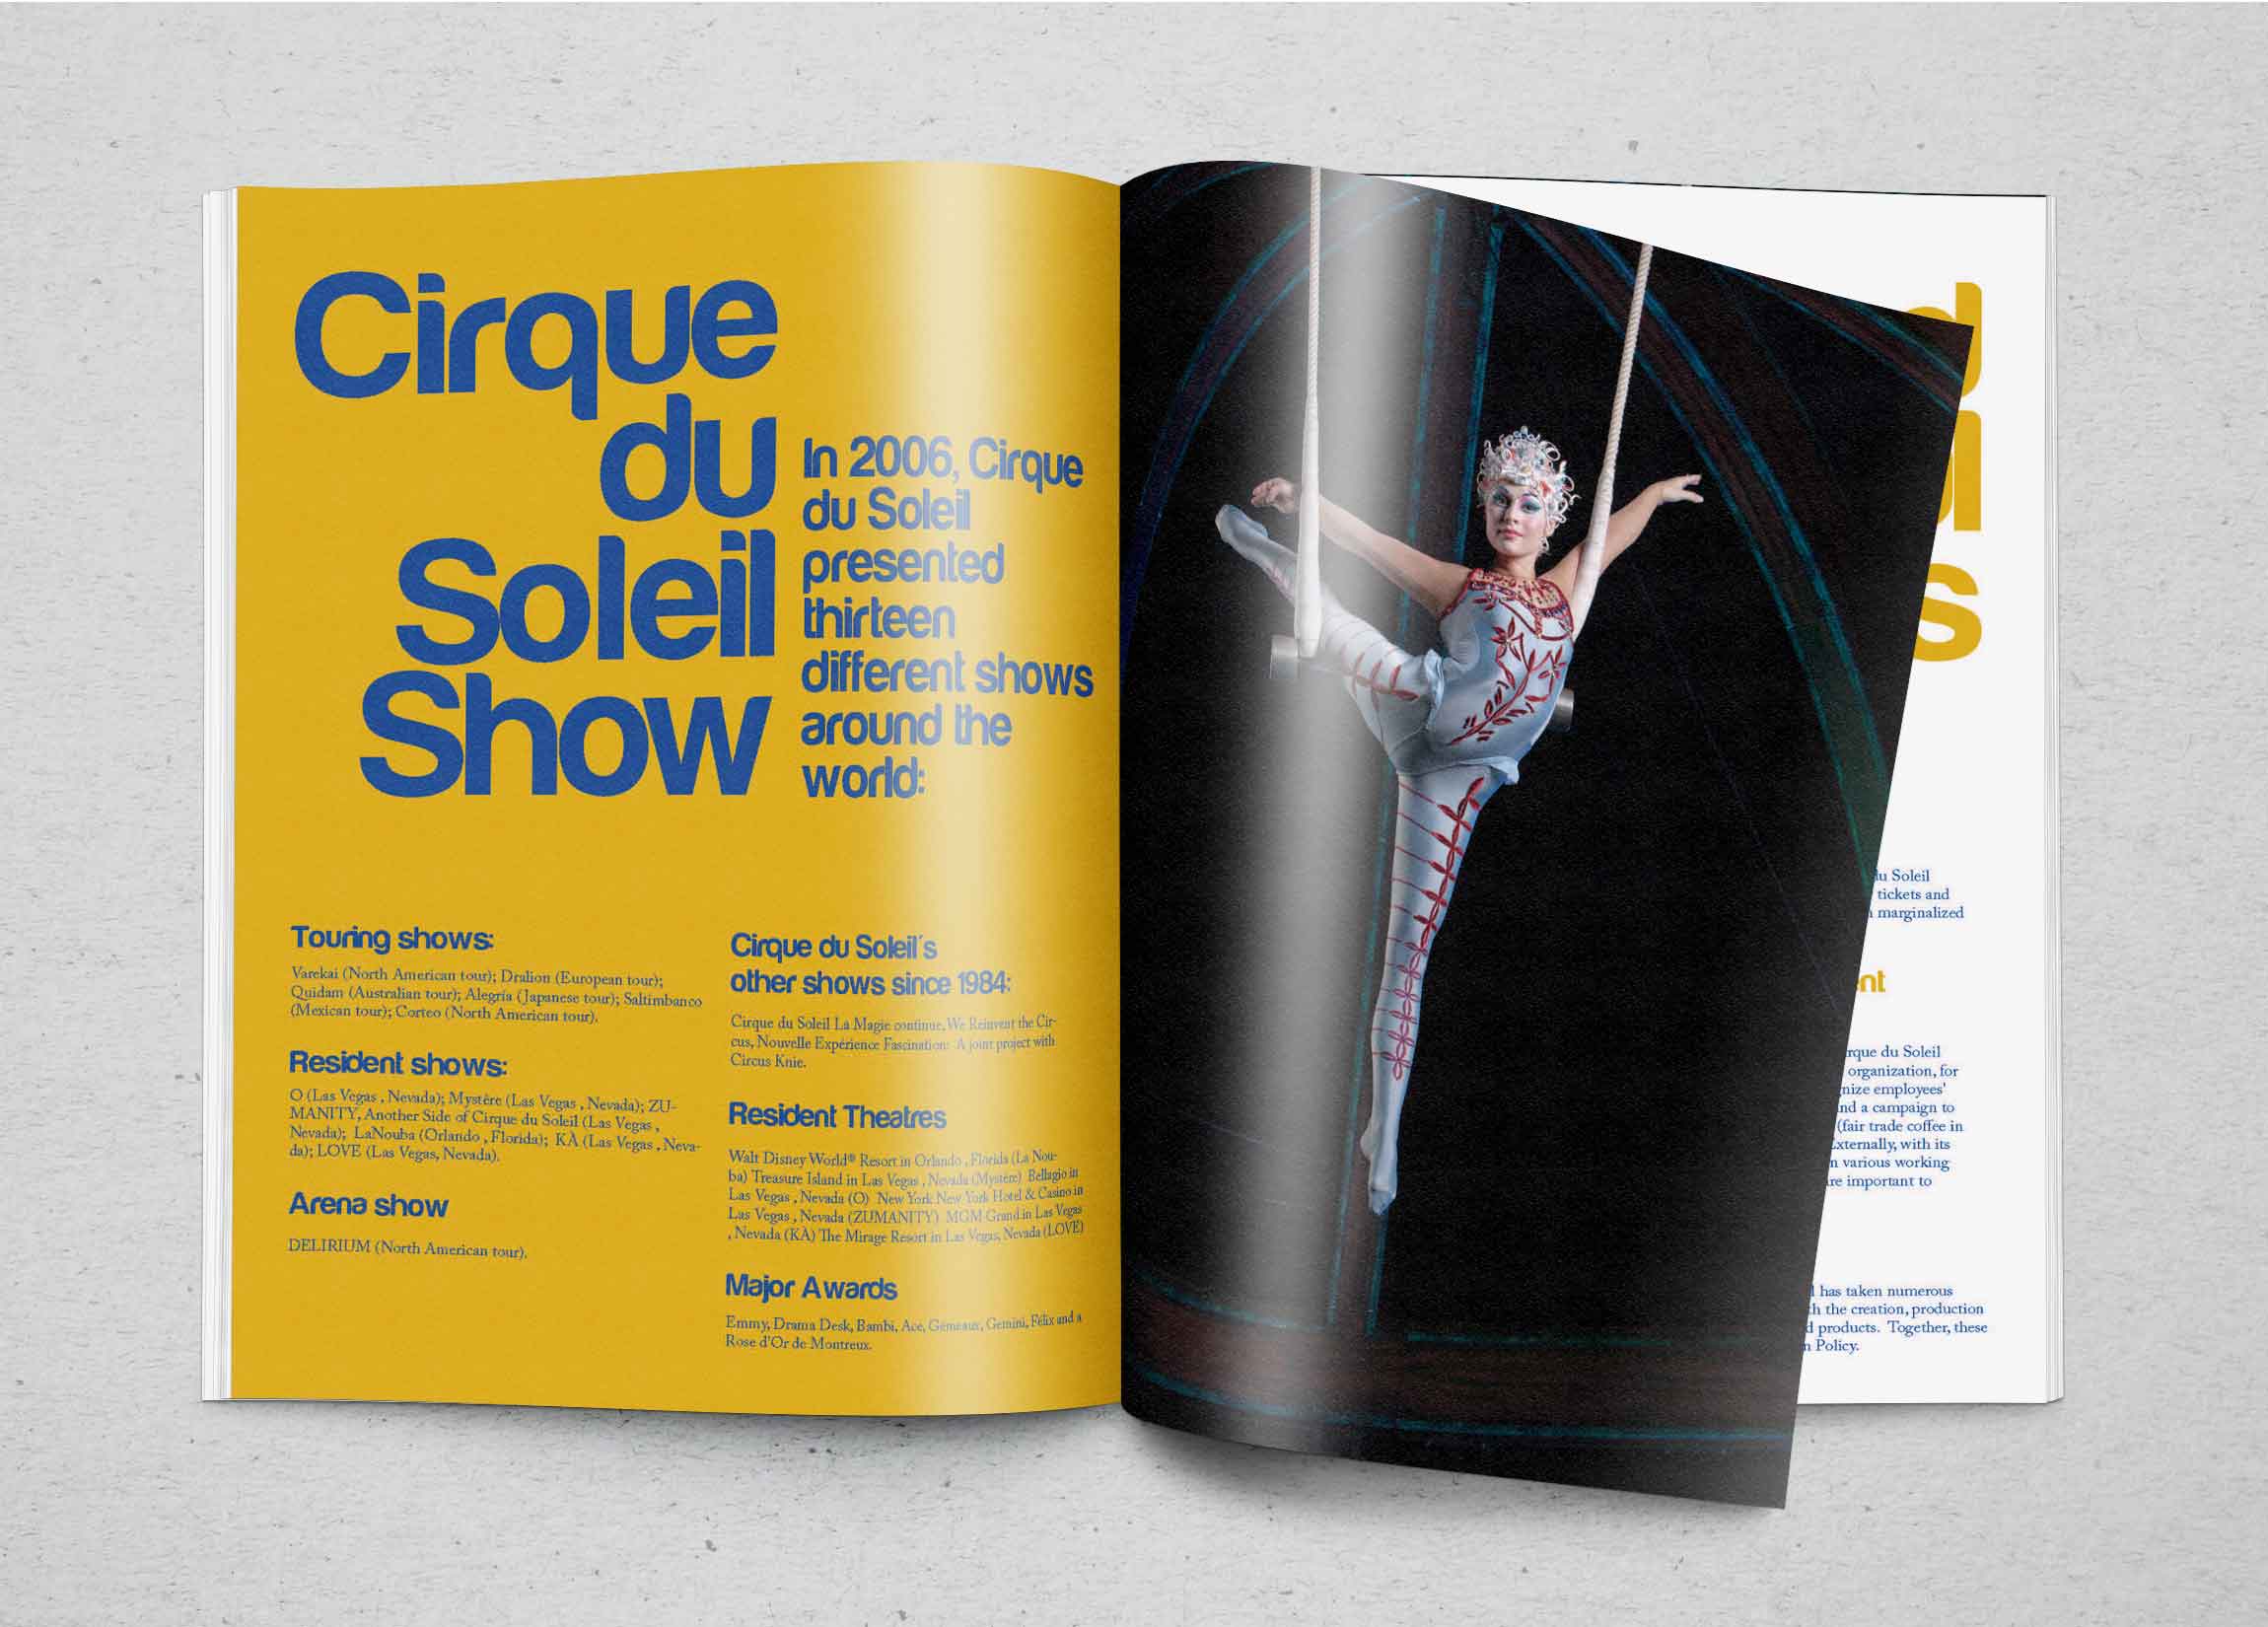 Cirque
du
Soleil
Show
In 2006, Cirque
du Soleil
presented
thirteen
different shows
around the
world:
Touring shows:
Varekai (North American tour); Dralion (European tour);
Quidam (Australian tour); Alegría (Japanese tour); Saltimbanco
(Mexican tour); Corteo (North American tour).
Resident shows:
O (Las Vegas , Nevada); Mystère (Las Vegas , Nevada); ZU-
MANITY, Another Side of Cirque du Soleil (Las Vegas ,
Nevada); LaNouba (Orlando , Florida); KÀ (Las Vegas , Neva-
da); LOVE (Las Vegas, Nevada).
Arena show
DELIRIUM (North American tour).
Cirque du Soleil´s
other shows since 1984:
Cirque du Soleil La Magie continue, We Reinvent the Cir-
cus, Nouvelle Expérience Fascination: A joint project with
Circus Knie.
Resident Theatres
Walt Disney World® Resort in Orlando , Florida (La Nou-
ba) Treasure Island in Las Vegas , Nevada (Mystère) Bellagio in
Las Vegas , Nevada (O) New York New York Hotel & Casino in
Las Vegas , Nevada (ZUMANITY) MGM Grand in Las Vegas
, Nevada (KÀ) The Mirage Resort in Las Vegas, Nevada (LOVE)
Major Awards
Emmy, Drama Desk, Bambi, Ace, Gémeaux, Gemini, Félix and a
Rose d'Or de Montreux.
d
s
du Soleil
tickets and
marginalized
nt
rque du Soleil
organization, for
nize employees'
nd a campaign to
(fair trade coffee in
xternally, with its
n various working
re important to
has taken numerous
th the creation, production
d products. Together, these
n Policy.